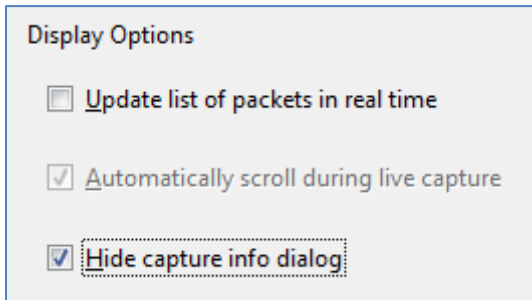 Display Options
Update list of packets in real time
Automatically scroll during live capture
Hide capture info dialog